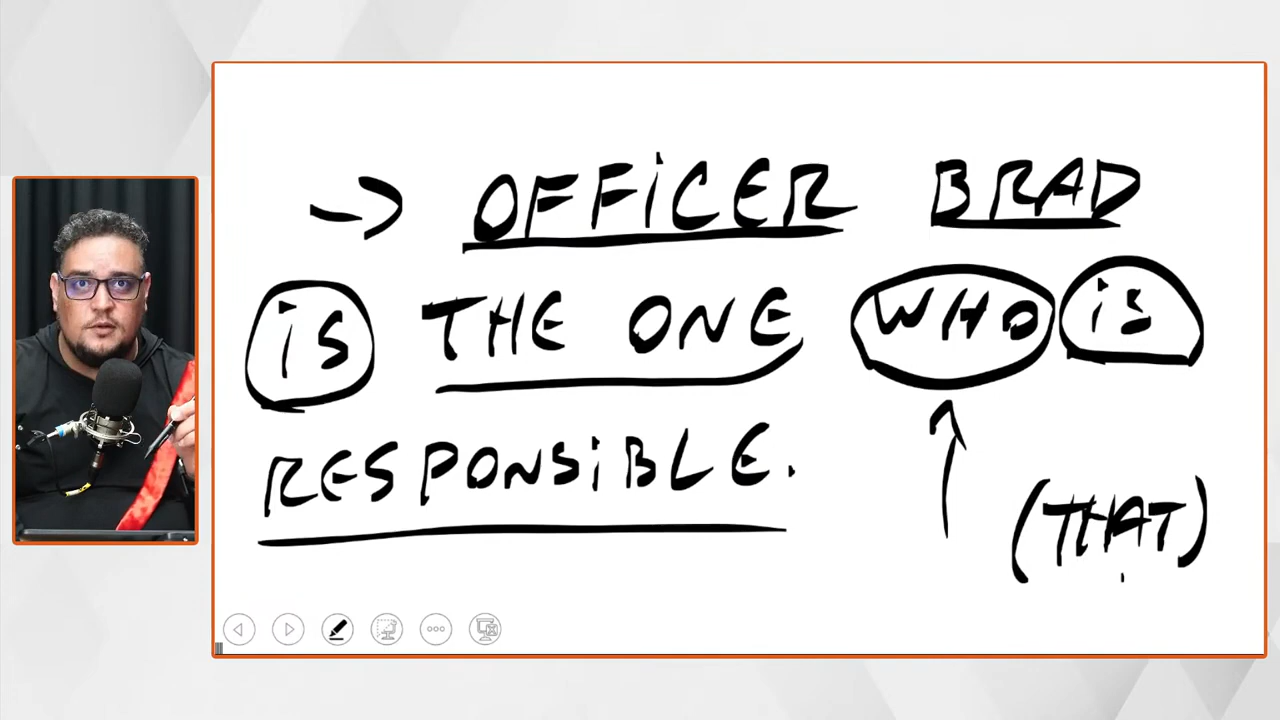 → OFFICER BRAD
iS THE ONE WHO iS
RESPONSiBLE.
(THAT)